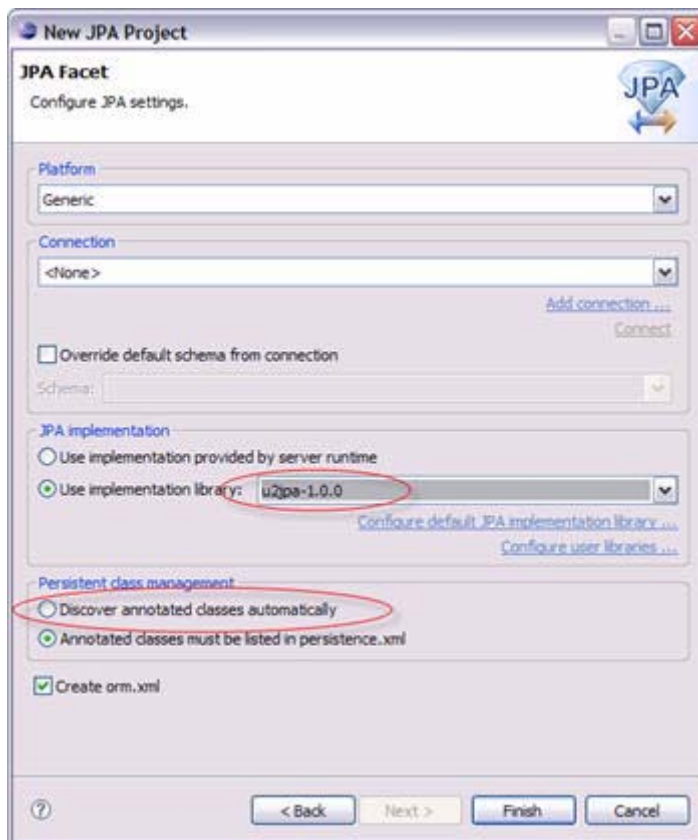 New JPA Project
JPA Facet
Configure JPA settings.
JPA
Platform
Generic
Connection
<None>
Add connection ...
Connect
Override default schema from connection
Schema:
JPA implementation
Use implementation provided by server runtime
Use implementation library: u2jpa-1.0.0
Configure default JPA implementation library ...
Configure user libraries ...
Persistent class management
Discover annotated classes automatically
Annotated classes must be listed in persistence.xml
Create orm.xml
? < Back Next > Finish Cancel